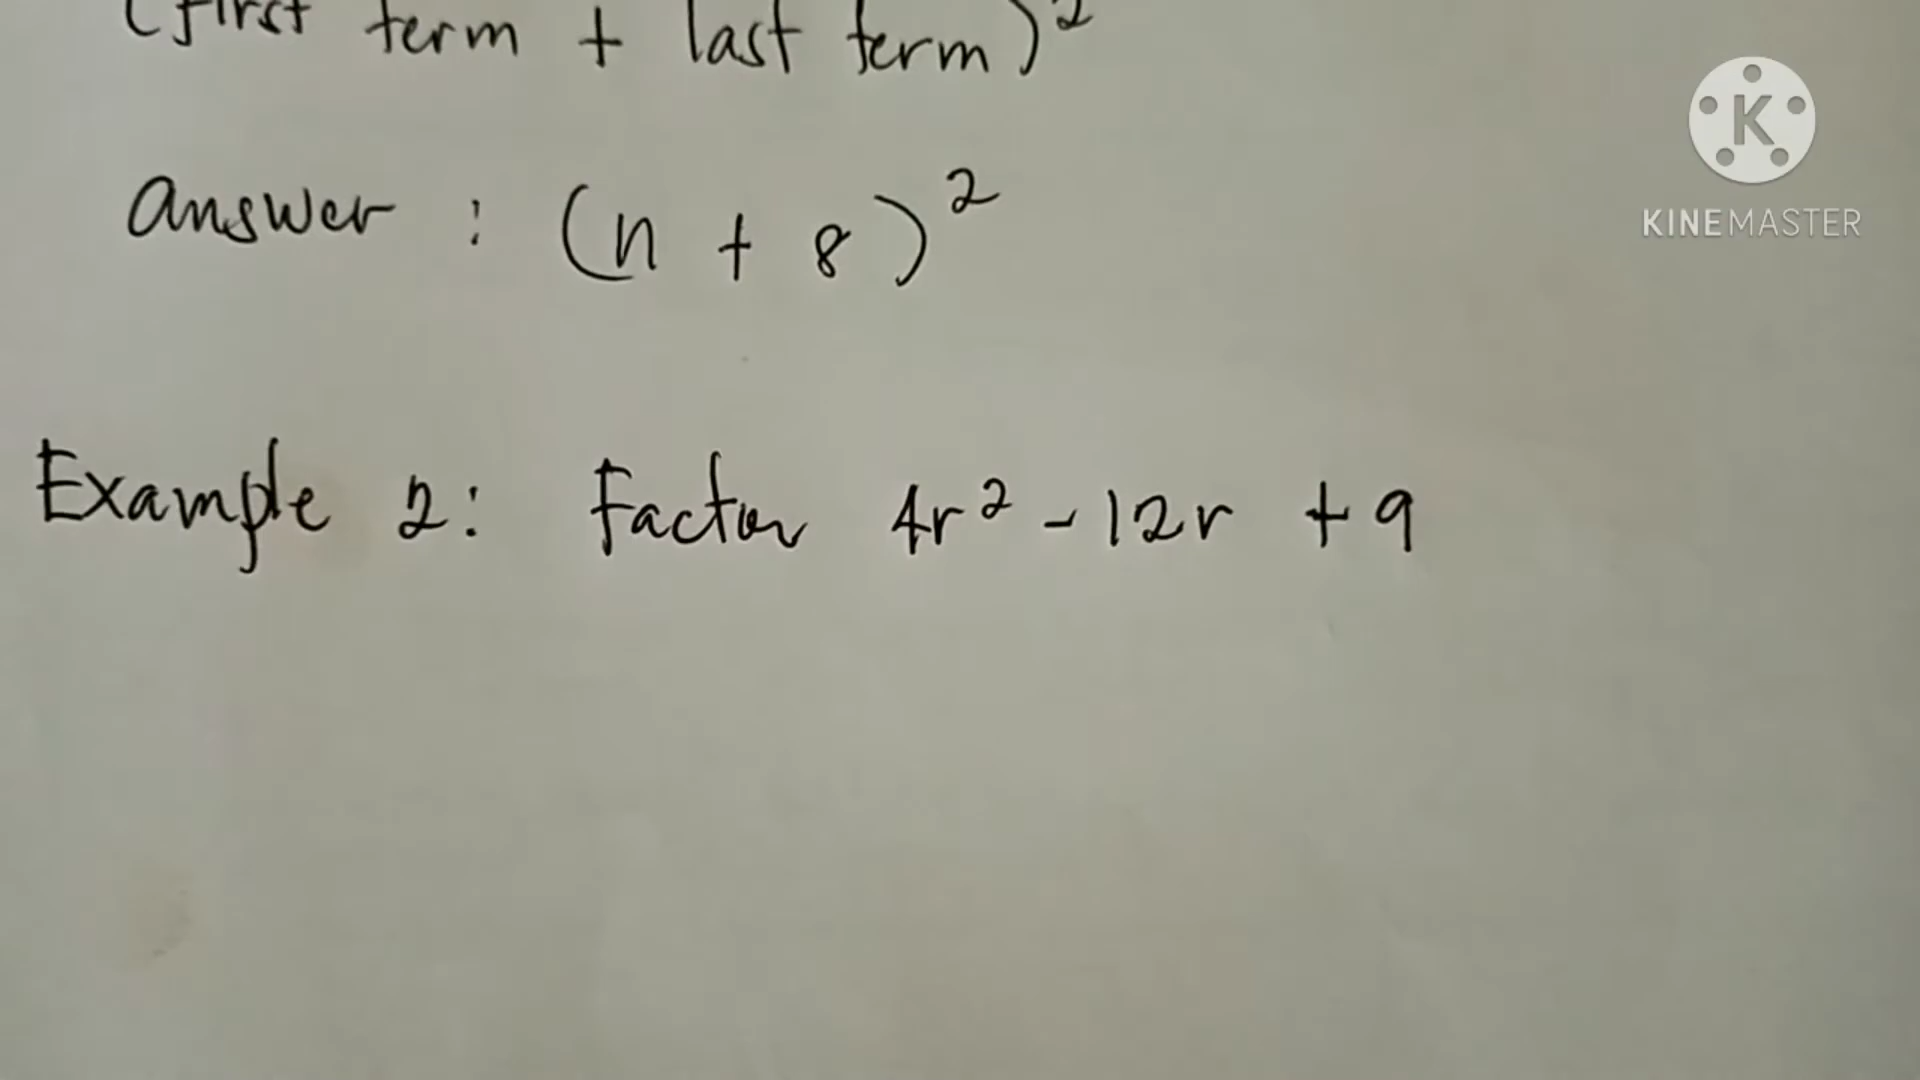 (first term + last term)²
K
KINEMASTER
answer : (n + 8)²
Example 2: Factor 4r² - 12r + 9